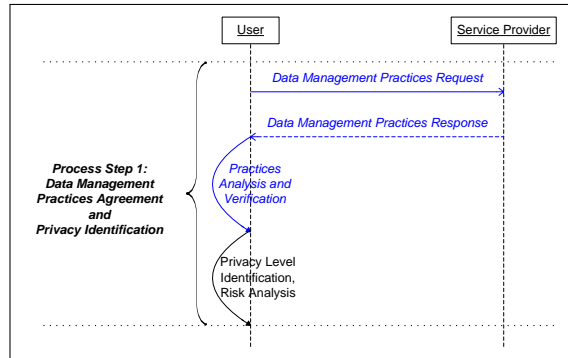 User
Service Provider
Data Management Practices Request
Data Management Practices Response
Process Step 1:
Data Management
Practices Agreement
and
Privacy Identification
Practices
Analysis and
Verification
Privacy Level
Identification,
Risk Analysis